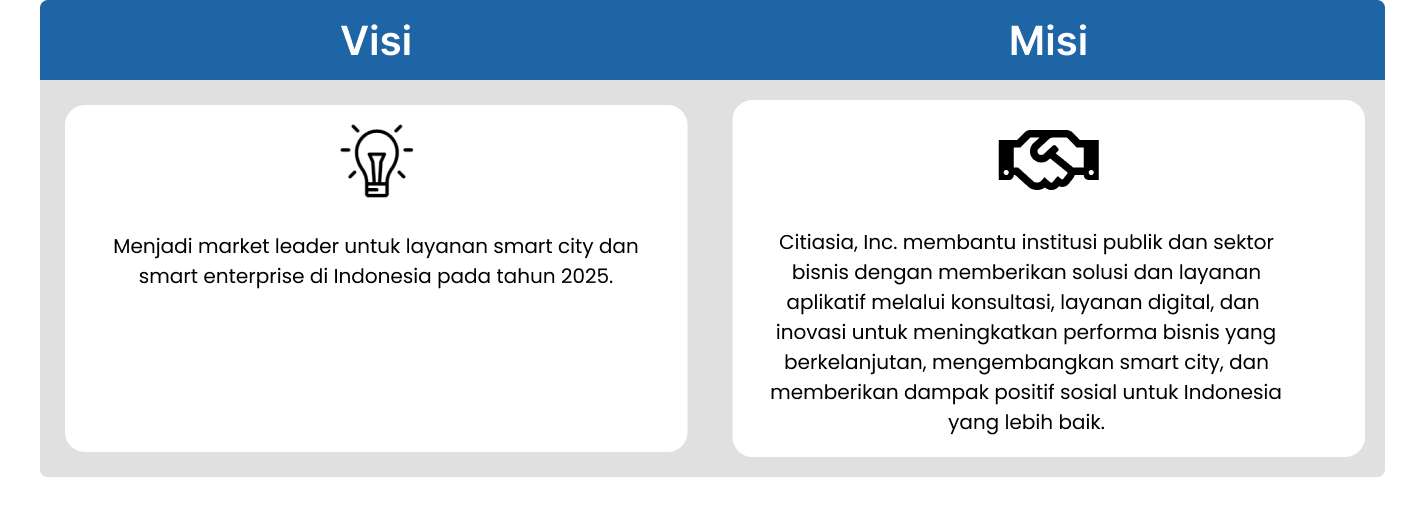 Visi
Misi
Menjadi market leader untuk layanan smart city dan
smart enterprise di Indonesia pada tahun 2025.
Citiasia, Inc. membantu institusi publik dan sektor
bisnis dengan memberikan solusi dan layanan
aplikatif melalui konsultasi, layanan digital, dan
inovasi untuk meningkatkan performa bisnis yang
berkelanjutan, mengembangkan smart city, dan
memberikan dampak positif sosial untuk Indonesia
yang lebih baik.